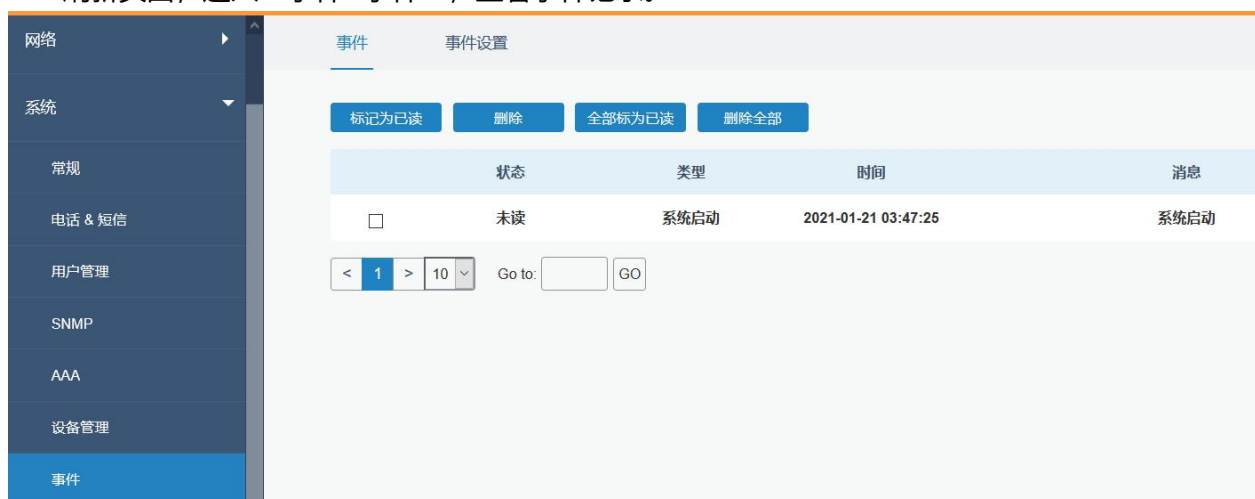 网络
事件 事件设置
系统
标记为已读 删除 全部标为已读 删除全部
常规
状态 类型 时间 消息
电话 & 短信
未读 系统启动 2021-01-21 03:47:25 系统启动
用户管理
< 1 > 10 Go to: GO
SNMP
AAA
设备管理
事件